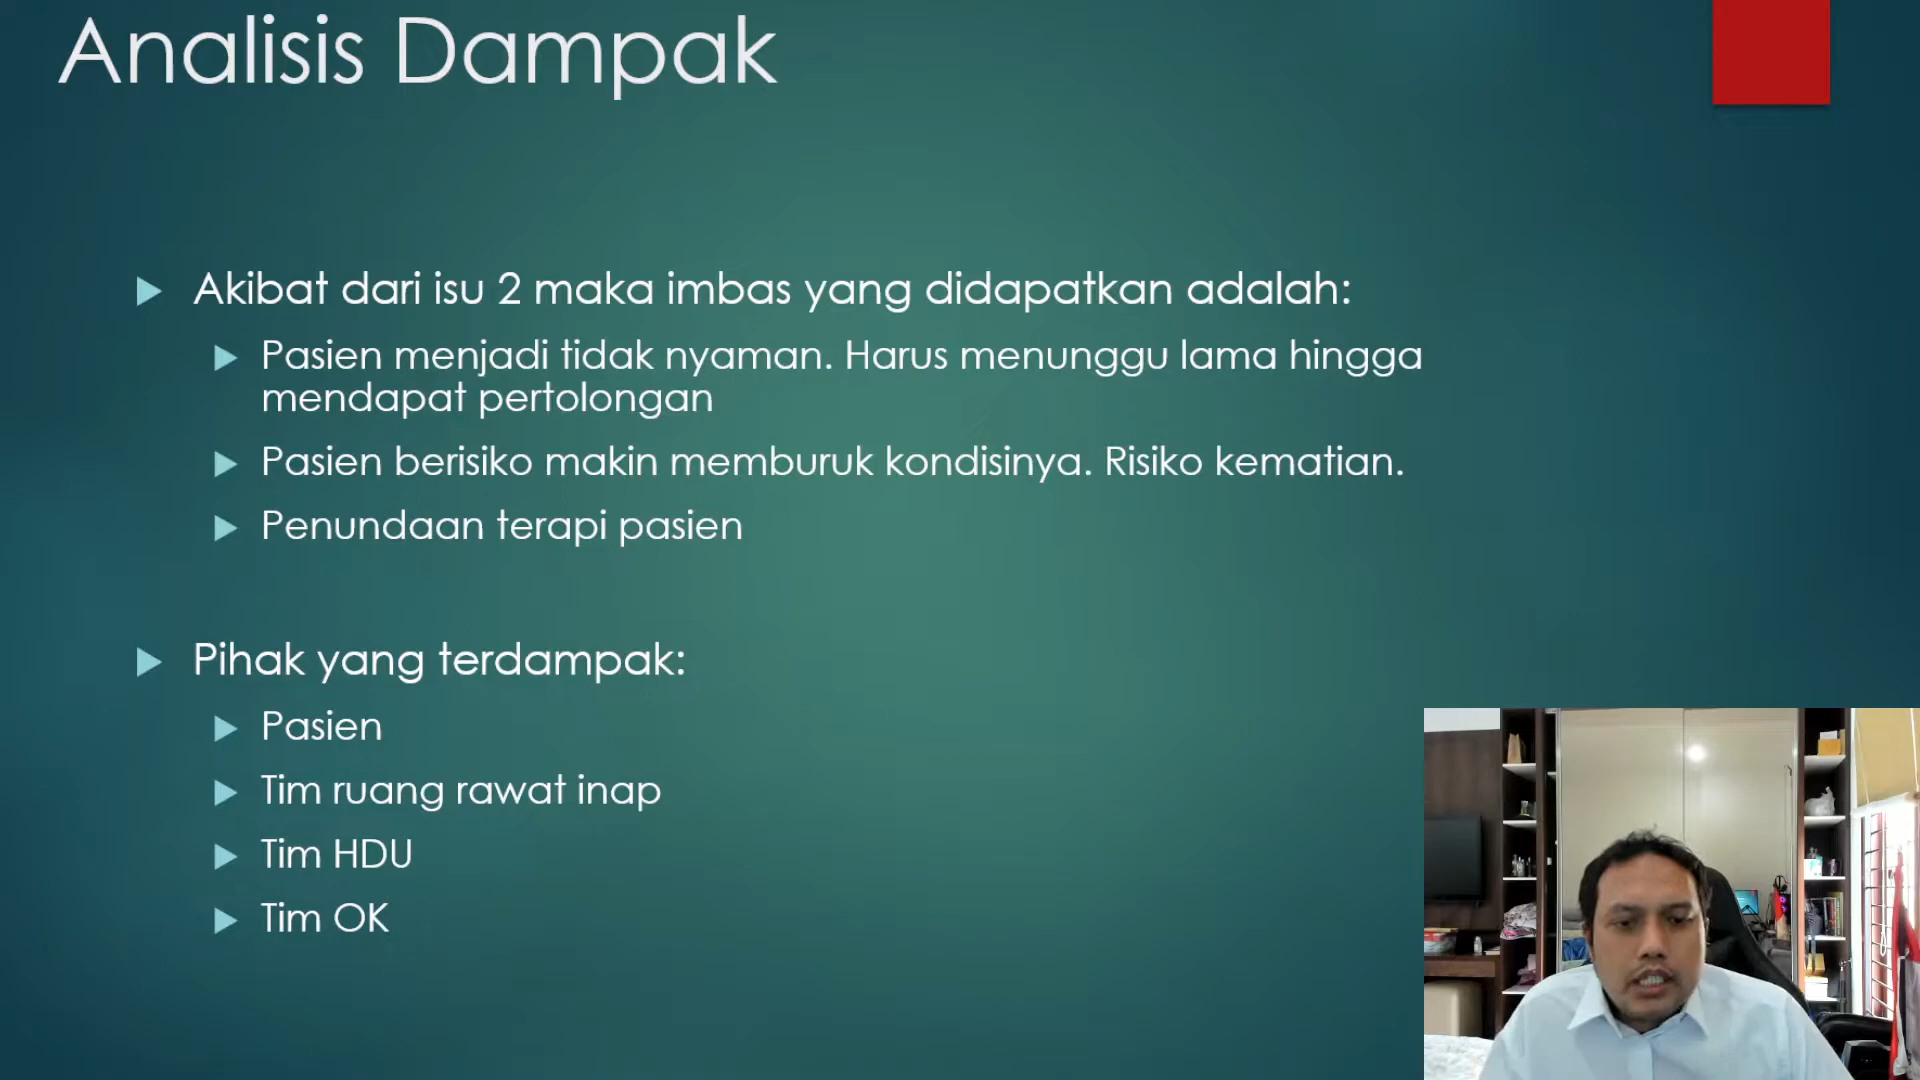 Analisis Dampak
Akibat dari isu 2 maka imbas yang didapatkan adalah:
Pasien menjadi tidak nyaman. Harus menunggu lama hingga
mendapat pertolongan
Pasien berisiko makin memburuk kondisinya. Risiko kematian.
Penundaan terapi pasien
Pihak yang terdampak:
Pasien
Tim ruang rawat inap
Tim HDU
Tim OK